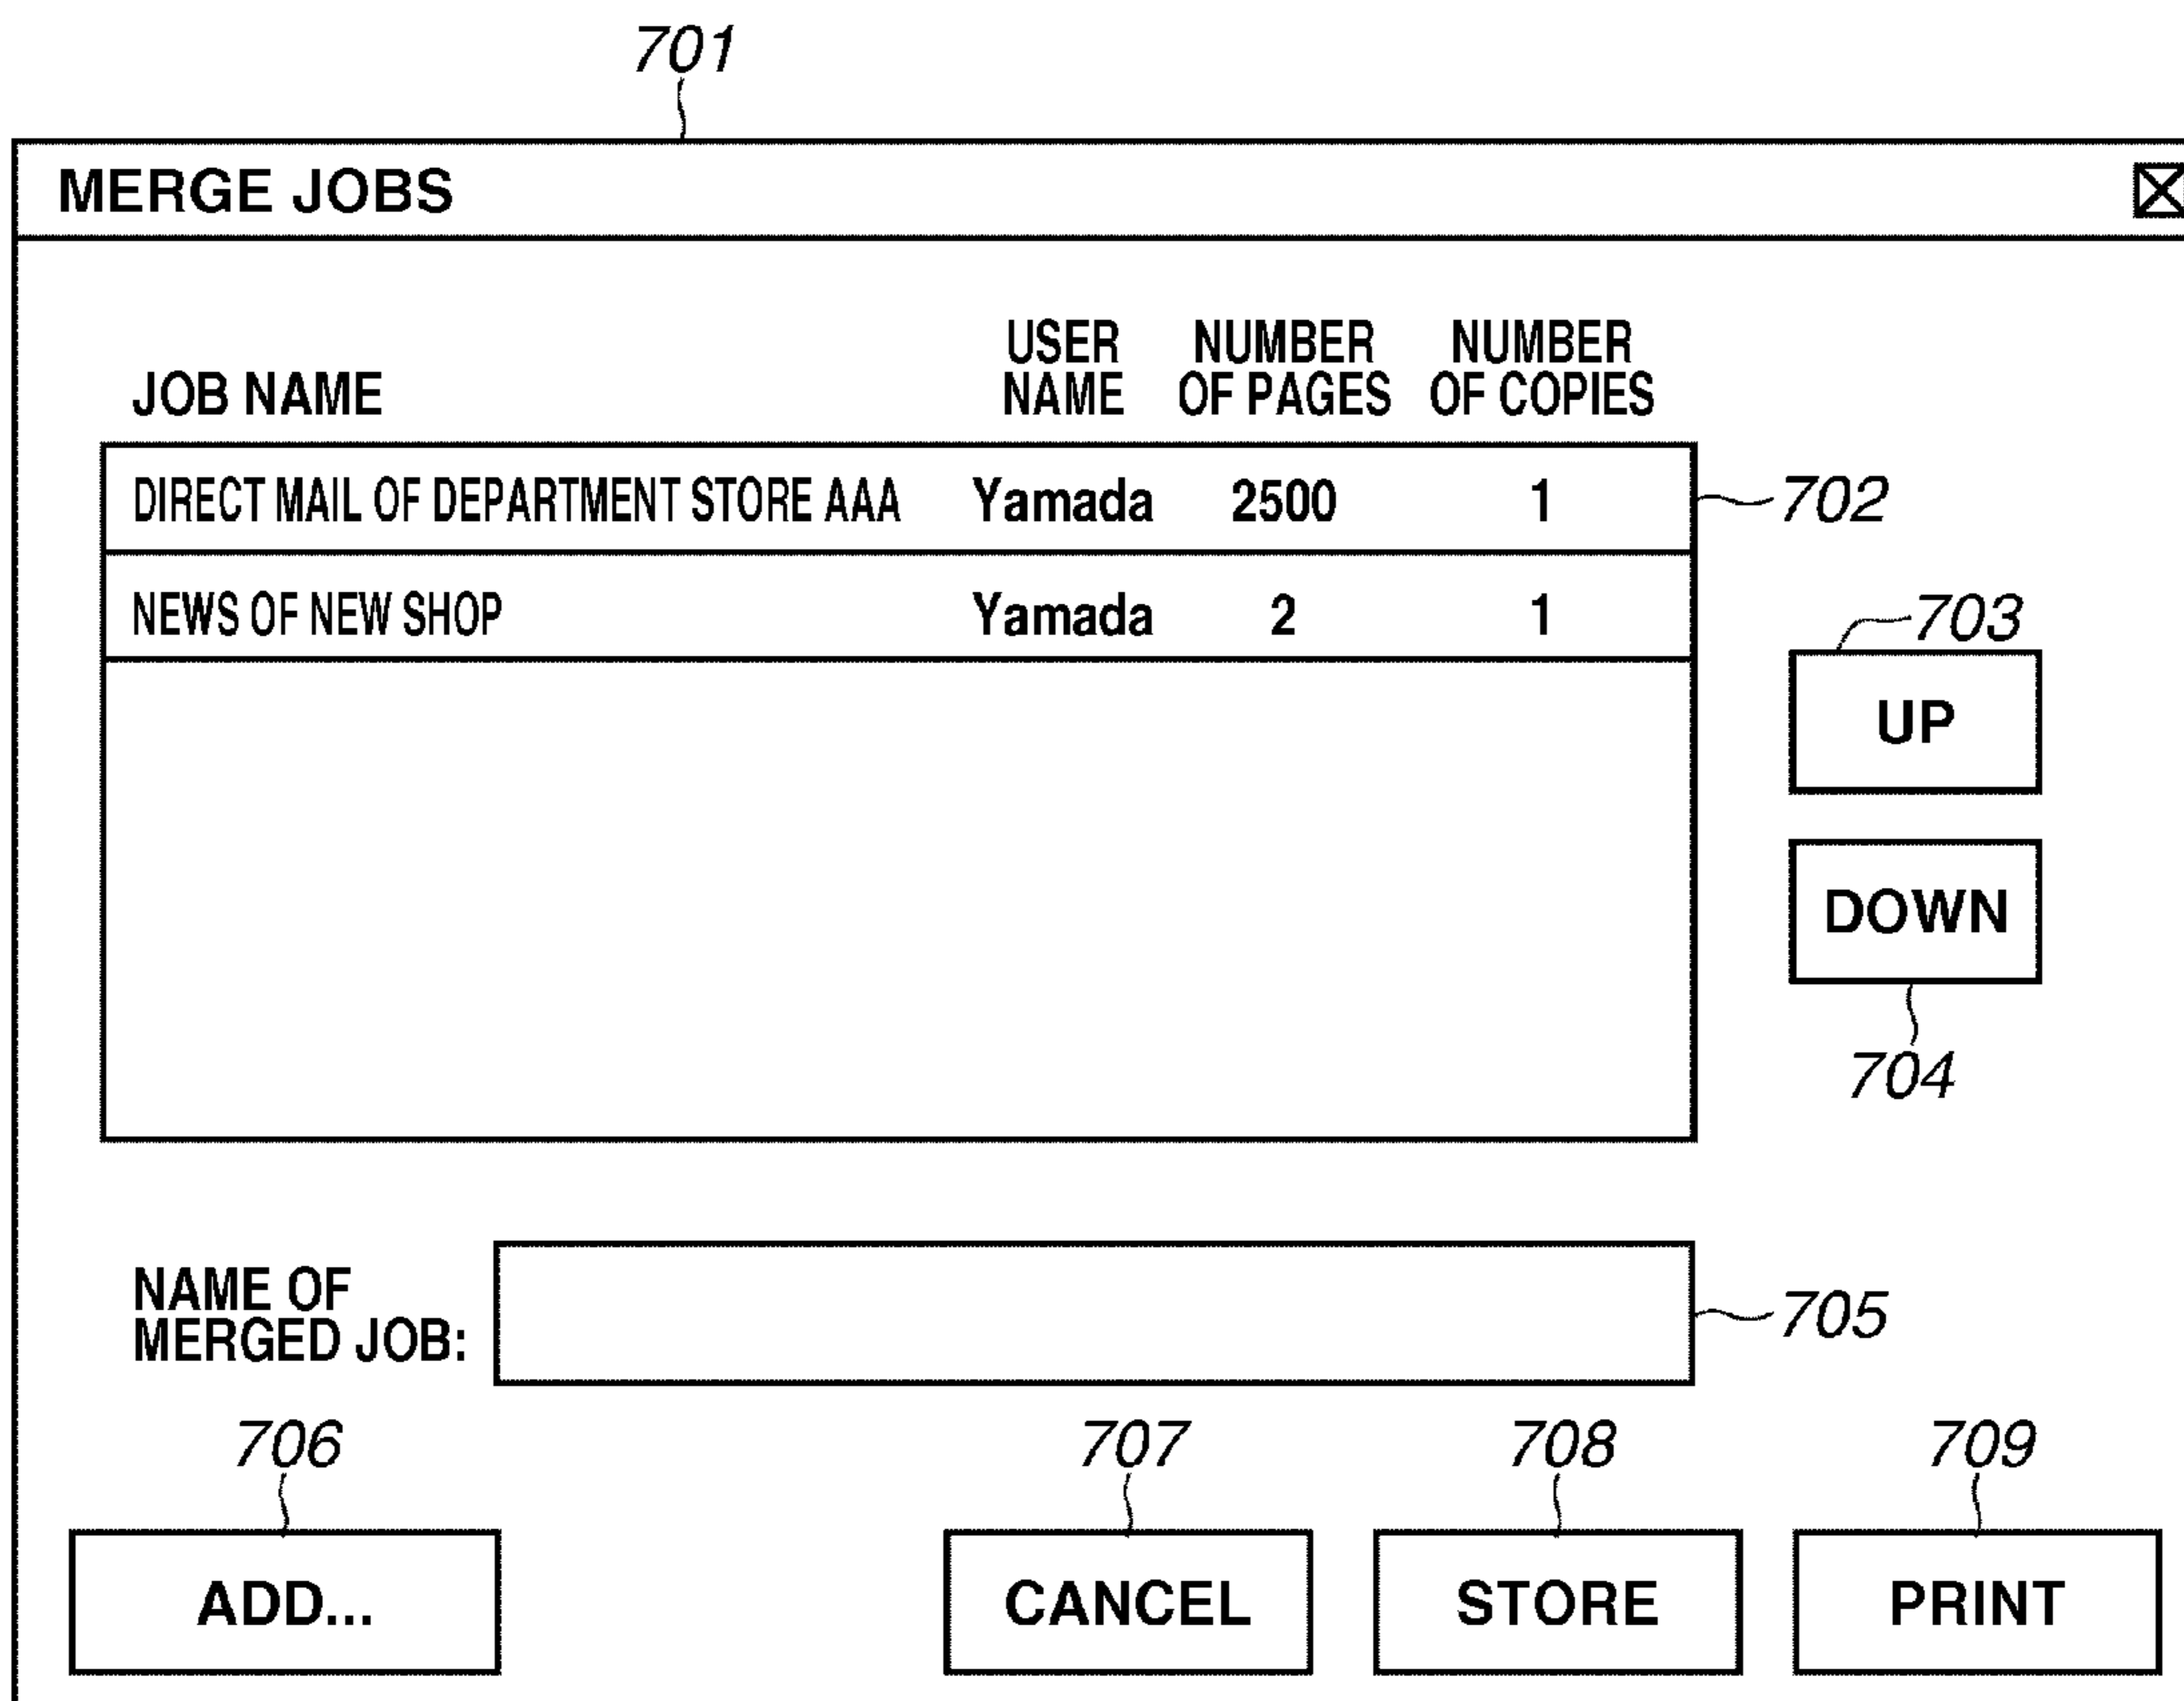 701
MERGE JOBS
USER NUMBER NUMBER
JOB NAME NAME OF PAGES OF COPIES
DIRECT MAIL OF DEPARTMENT STORE AAA Yamada 2500 1 702
NEWS OF NEW SHOP Yamada 2 1 703
UP
DOWN
704
NAME OF
MERGED JOB: 705
706 707 708 709
ADD... CANCEL STORE PRINT